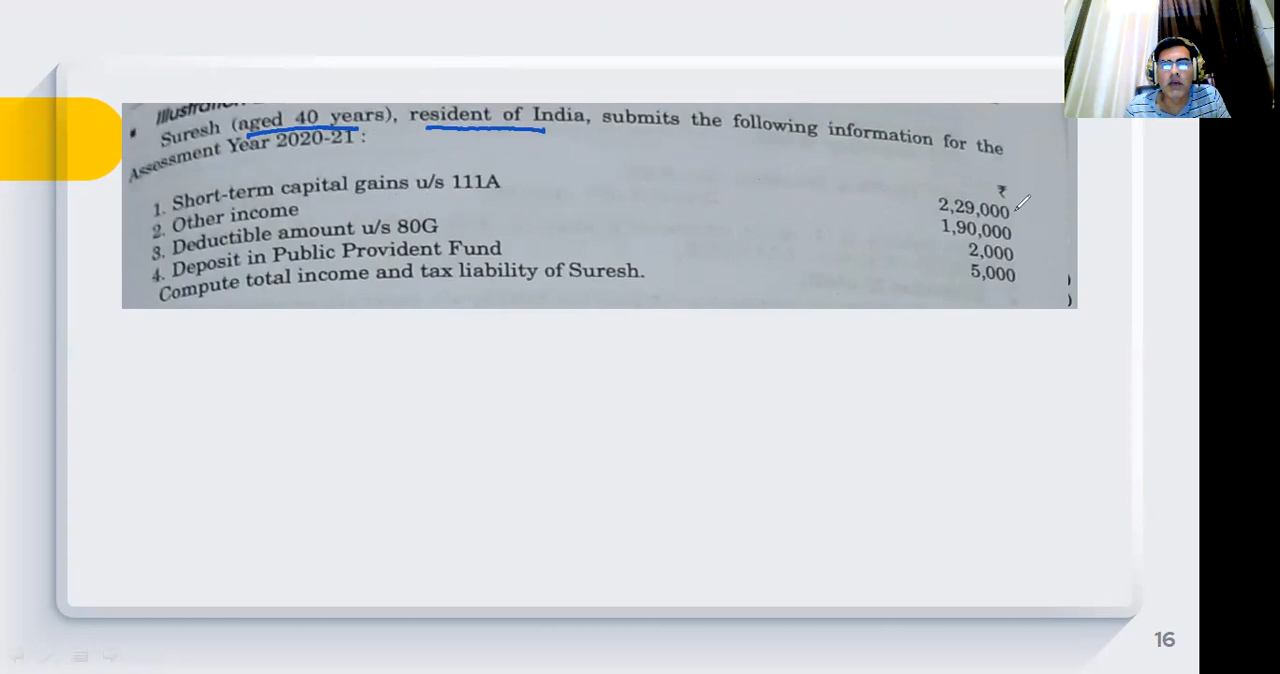 Illustration
Suresh (aged 40 years), resident of India, submits the following information for the
Assessment Year 2020-21 :
₹
1. Short-term capital gains u/s 111A 2,29,000
2. Other income 1,90,000
3. Deductible amount u/s 80G 2,000
4. Deposit in Public Provident Fund 5,000
Compute total income and tax liability of Suresh.
16